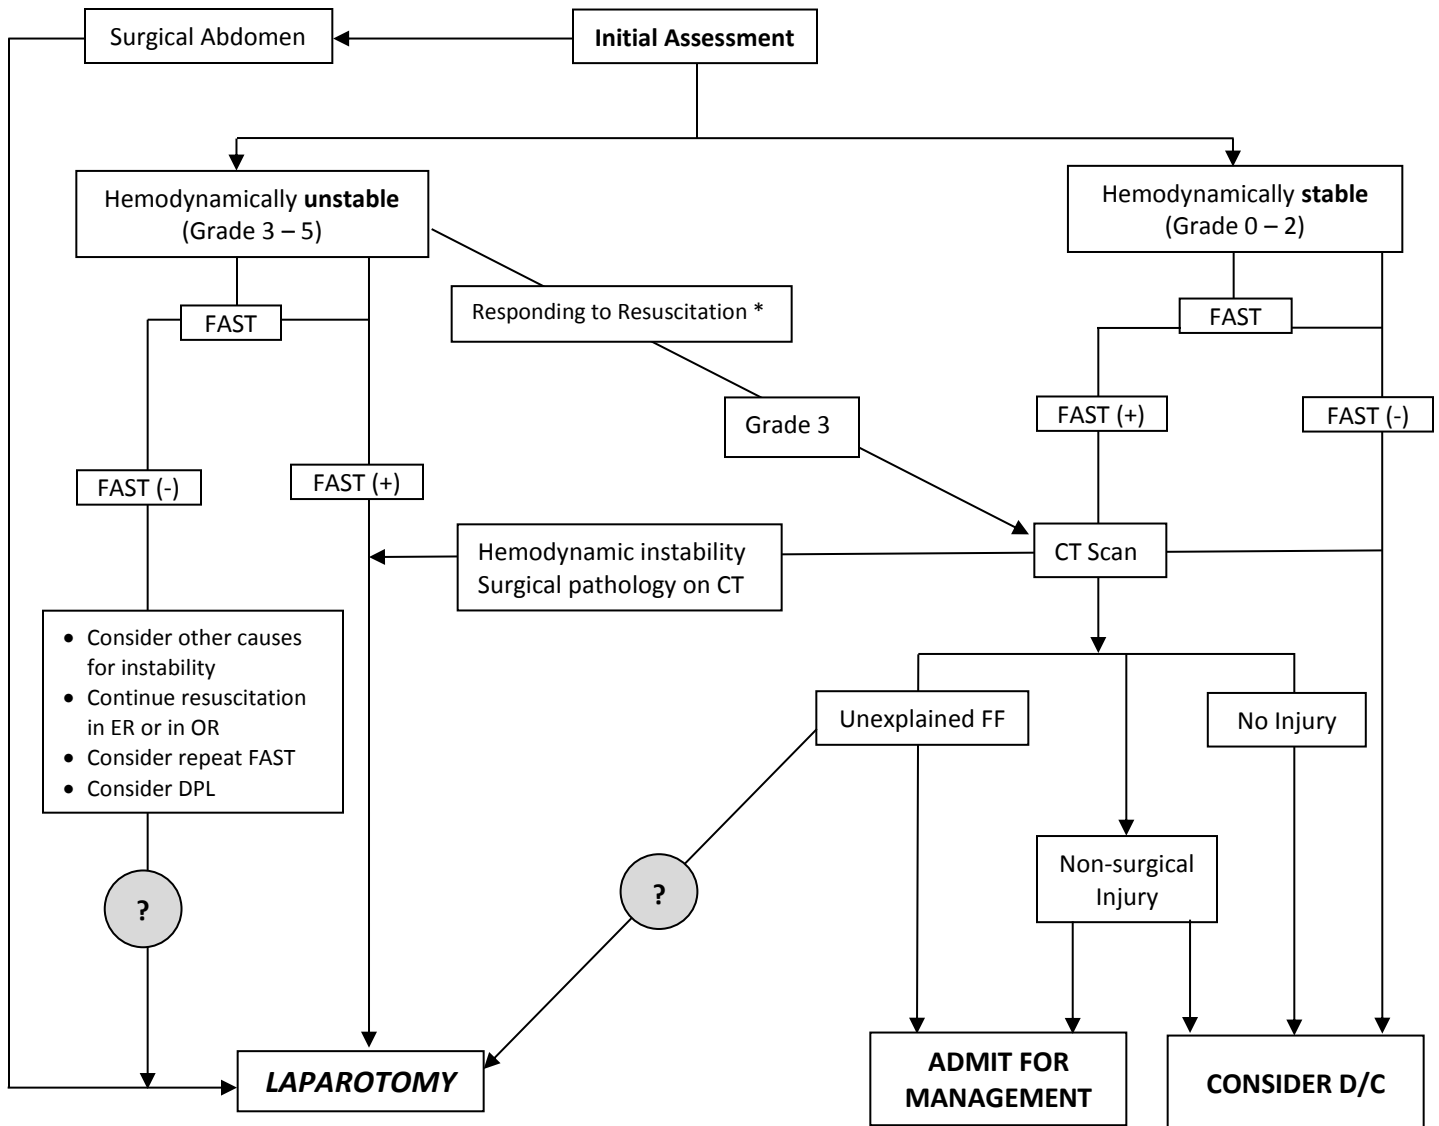 Surgical Abdomen
Initial Assessment
Hemodynamically unstable
(Grade 3 – 5)
Hemodynamically stable
(Grade 0 – 2)
Responding to Resuscitation *
FAST
FAST
Grade 3
FAST (+)
FAST (-)
FAST (-)
FAST (+)
Hemodynamic instability
Surgical pathology on CT
CT Scan
• Consider other causes
for instability
• Continue resuscitation
in ER or in OR
• Consider repeat FAST
• Consider DPL
Unexplained FF
No Injury
Non-surgical
Injury
?
?
LAPAROTOMY
ADMIT FOR
MANAGEMENT
CONSIDER D/C